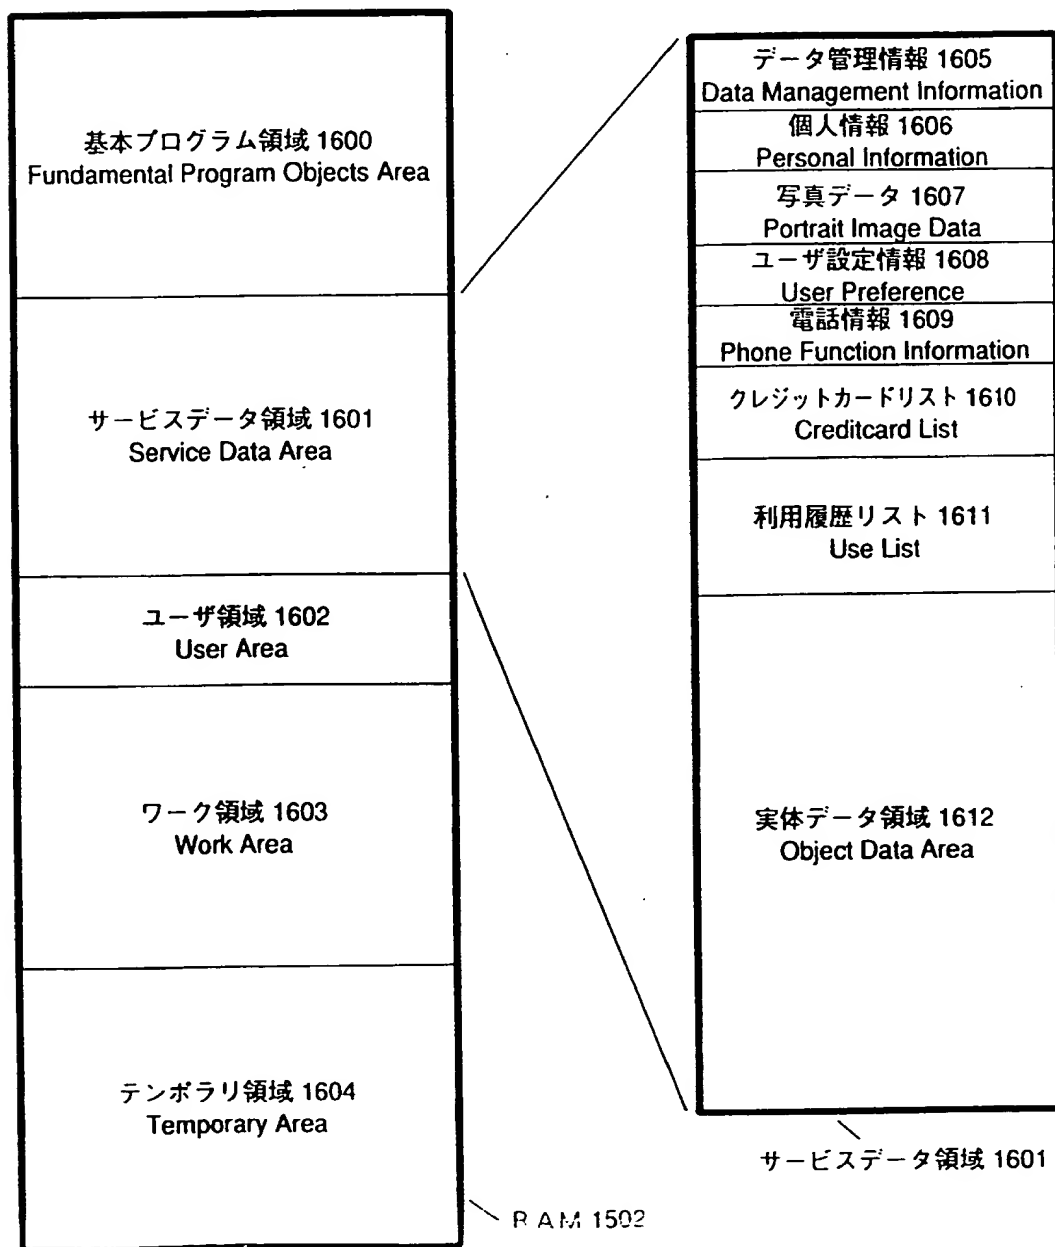 基本プログラム領域 1600
Fundamental Program Objects Area
サービスデータ領域 1601
Service Data Area
ユーザ領域 1602
User Area
ワーク領域 1603
Work Area
テンポラリ領域 1604
Temporary Area
RAM 1502
データ管理情報 1605
Data Management Information
個人情報 1606
Personal Information
写真データ 1607
Portrait Image Data
ユーザ設定情報 1608
User Preference
電話情報 1609
Phone Function Information
クレジットカードリスト 1610
Creditcard List
利用履歴リスト 1611
Use List
実体データ領域 1612
Object Data Area
サービスデータ領域 1601